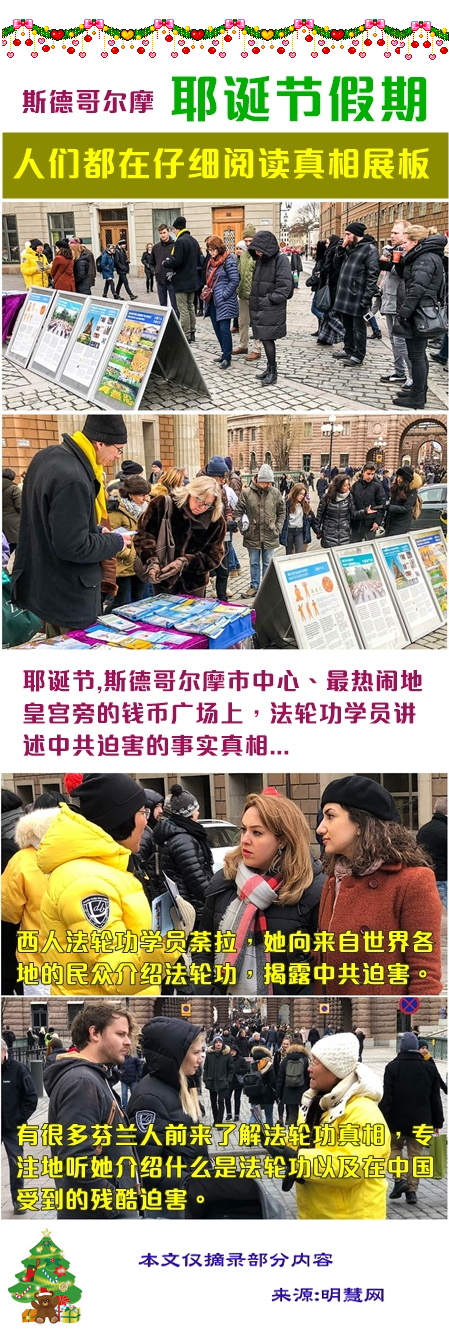 斯德哥尔摩 耶诞节假期
人们都在仔细阅读真相展板
耶诞节,斯德哥尔摩市中心、最热闹地
皇宫旁的钱币广场上，法轮功学员讲
述中共迫害的事实真相...
西人法轮功学员荼拉，她向来自世界各
地的民众介绍法轮功，揭露中共迫害。
有很多芬兰人前来了解法轮功真相，专
注地听她介绍什么是法轮功以及在中国
受到的残酷迫害。
本文仅摘录部分内容
来源:明慧网